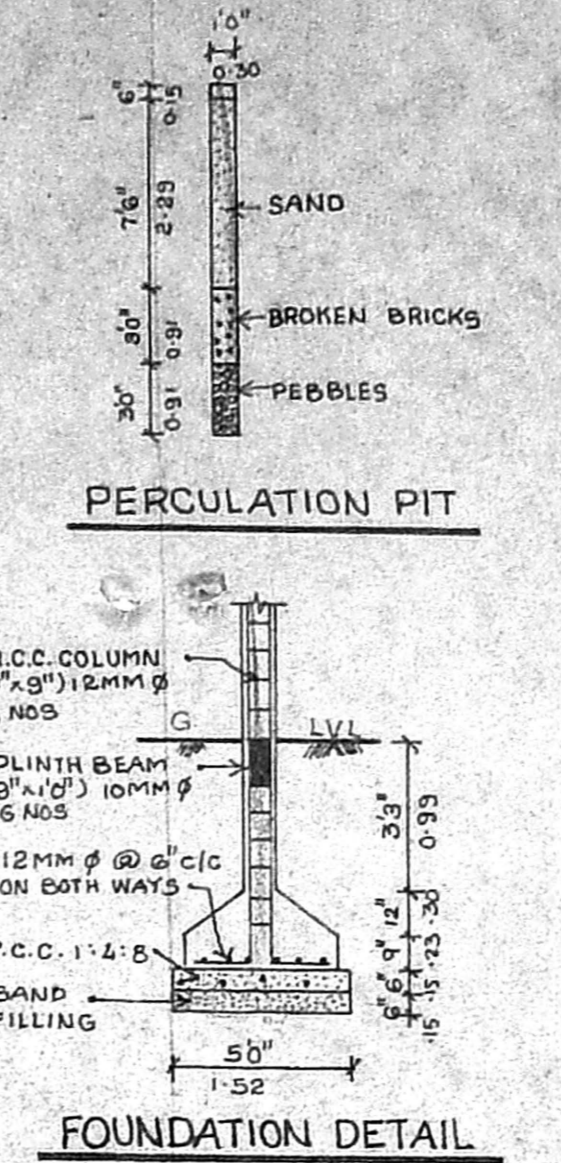 1'0"
0.30
6"
0.15
7'6"
2.29
SAND
3'0"
0.91
BROKEN BRICKS
3'0"
0.91
PEBBLES
PERCULATION PIT
.C.C. COLUMN
"x9") 12MM Ø
NOS
G LVL
PLINTH BEAM
9"x1'0") 10MM Ø
6 NOS
3'3"
0.99
12MM Ø @ 6" C/C
ON BOTH WAYS
12"
.30
9"
.23
P.C.C. 1:4:8
6"
.15
SAND
FILLING
6"
.15
5'0"
1.52
FOUNDATION DETAIL